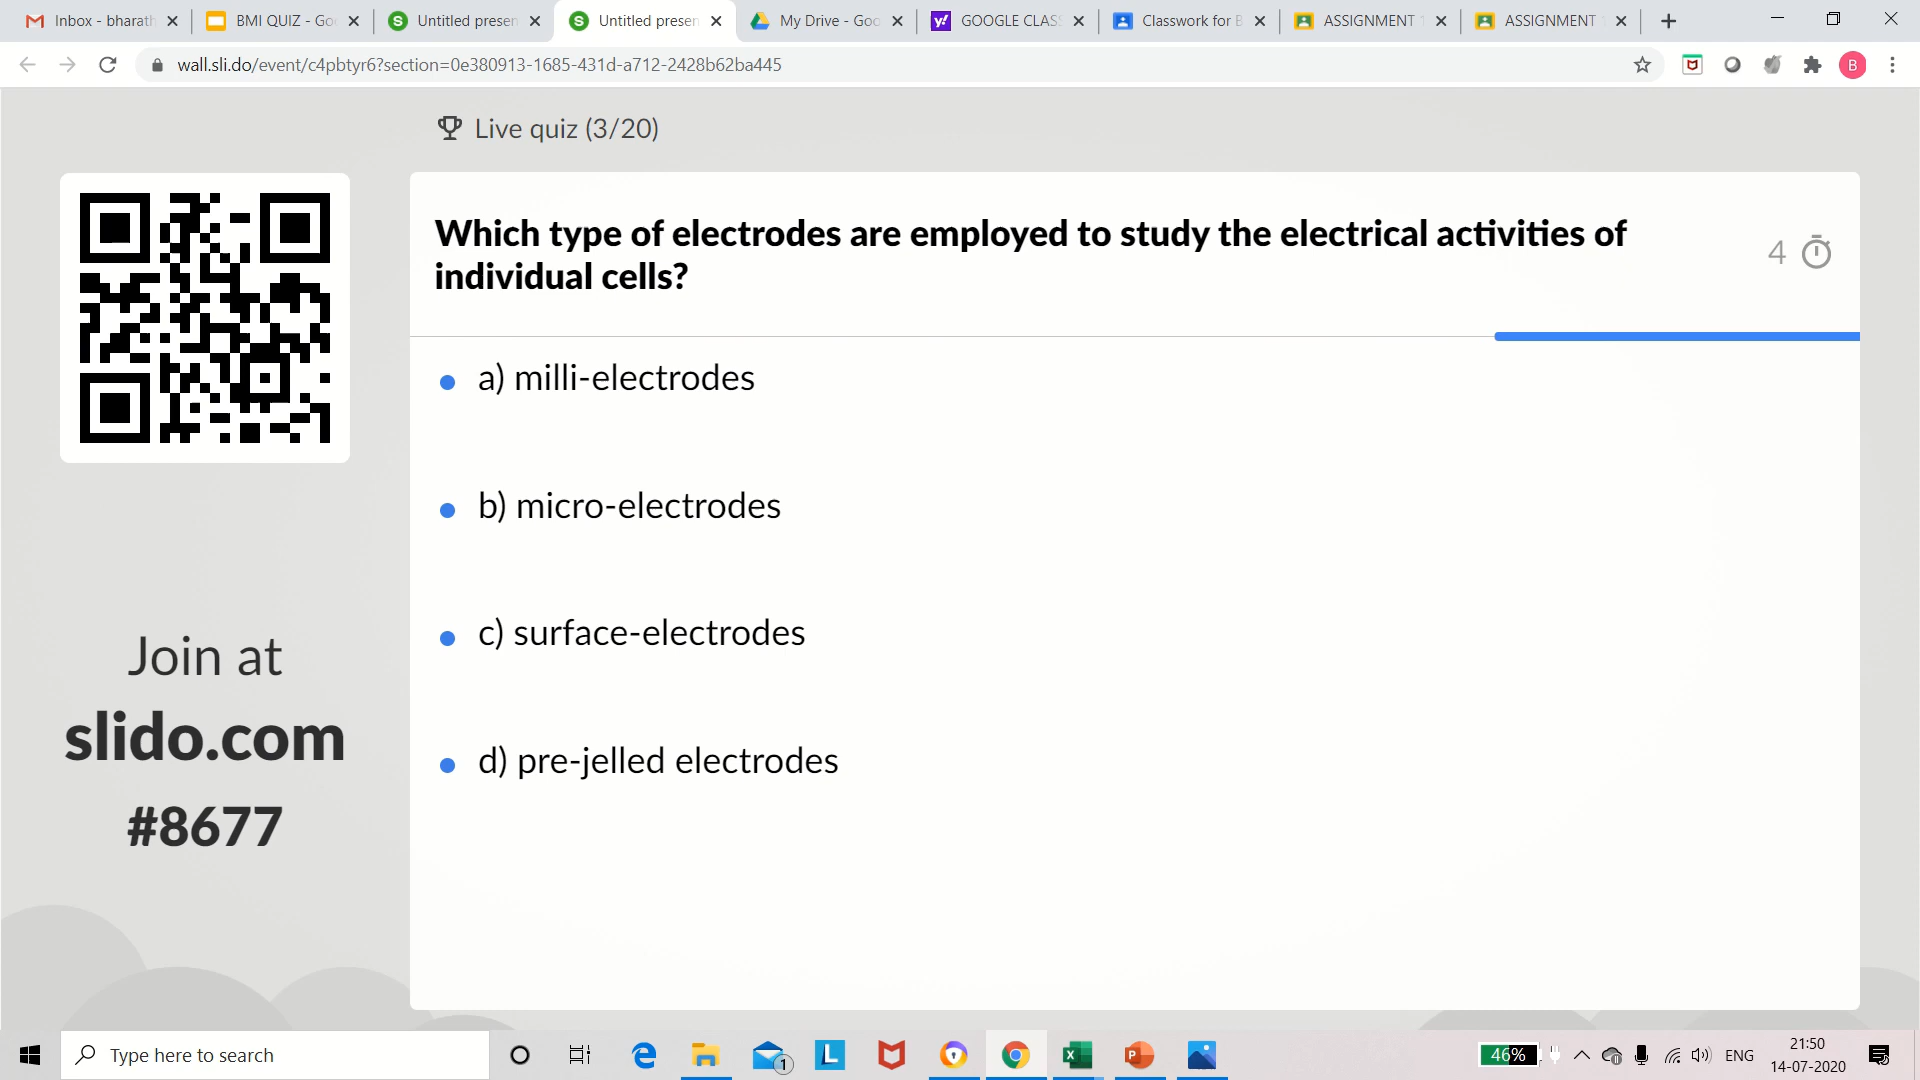 Inbox - bharath
BMI QUIZ - Go
Untitled presen
Untitled presen
My Drive - Goo
GOOGLE CLAS
Classwork for B
ASSIGNMENT 1
ASSIGNMENT 1
wall.sli.do/event/c4pbtyr6?section=0e380913-1685-431d-a712-2428b62ba445
B
Live quiz (3/20)
Which type of electrodes are employed to study the electrical activities of
individual cells?
4
a) milli-electrodes
b) micro-electrodes
c) surface-electrodes
d) pre-jelled electrodes
Join at
slido.com
#8677
Type here to search
1
L
46%
ENG
21:50
14-07-2020